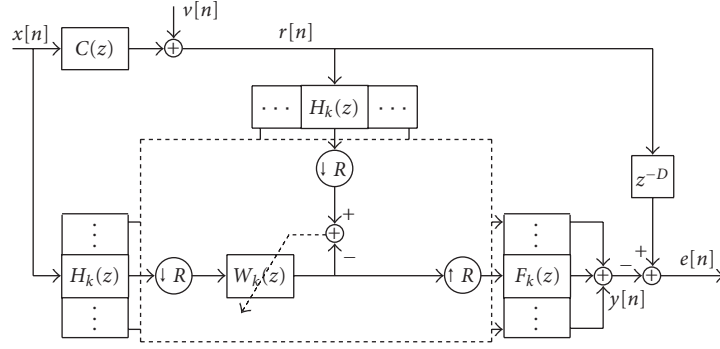 v[n]
x[n] C(z) + r[n]
· · · H_k(z) · · ·
↓ R z^{-D}
+
⋮ + ⋮ +
−
H_k(z) ↓ R W_k(z) ↑ R F_k(z) + − + e[n]
y[n]
⋮ ⋮